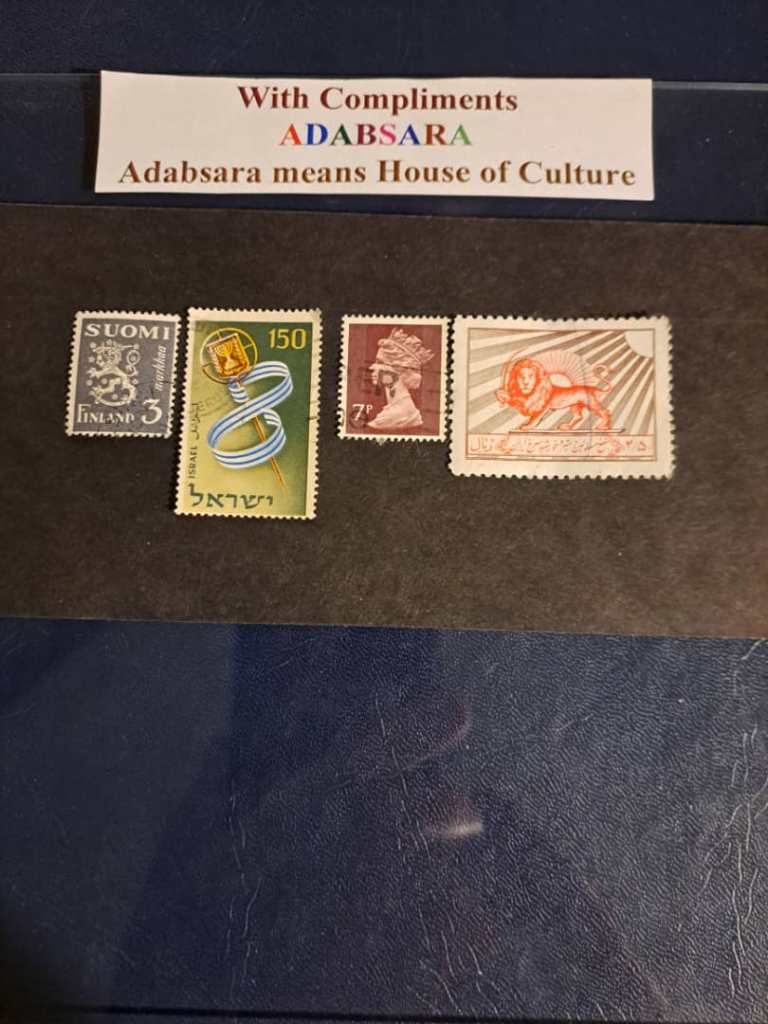 With Compliments
ADABSARA
Adabsara means House of Culture
SUOMI
markkaa
FINLAND 3
150
ISRAEL
ישראל
7P